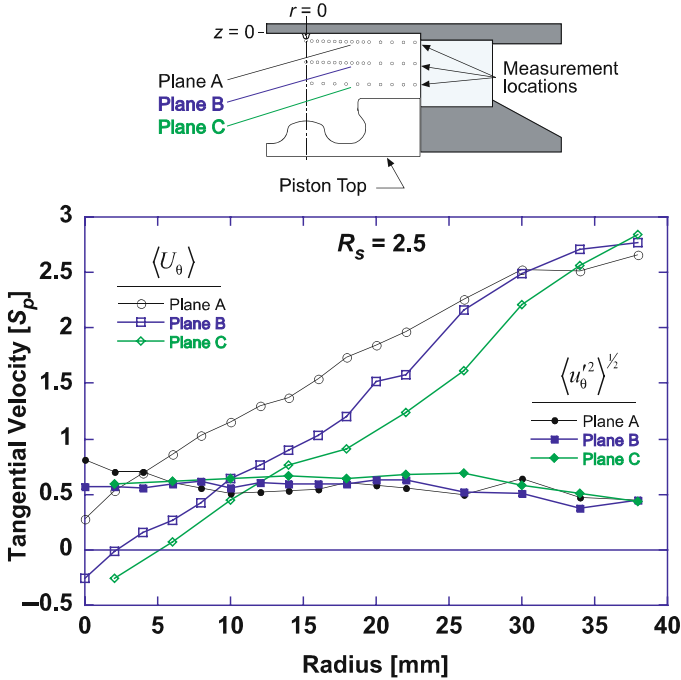 r = 0
z = 0
Plane A
Plane B
Plane C
Measurement
locations
Piston Top
Tangential Velocity [Sp]
3
2.5
2
1.5
1
0.5
0
−0.5
⟨Uθ⟩
Plane A
Plane B
Plane C
Rs = 2.5
⟨u′θ²⟩½
Plane A
Plane B
Plane C
0 5 10 15 20 25 30 35 40
Radius [mm]